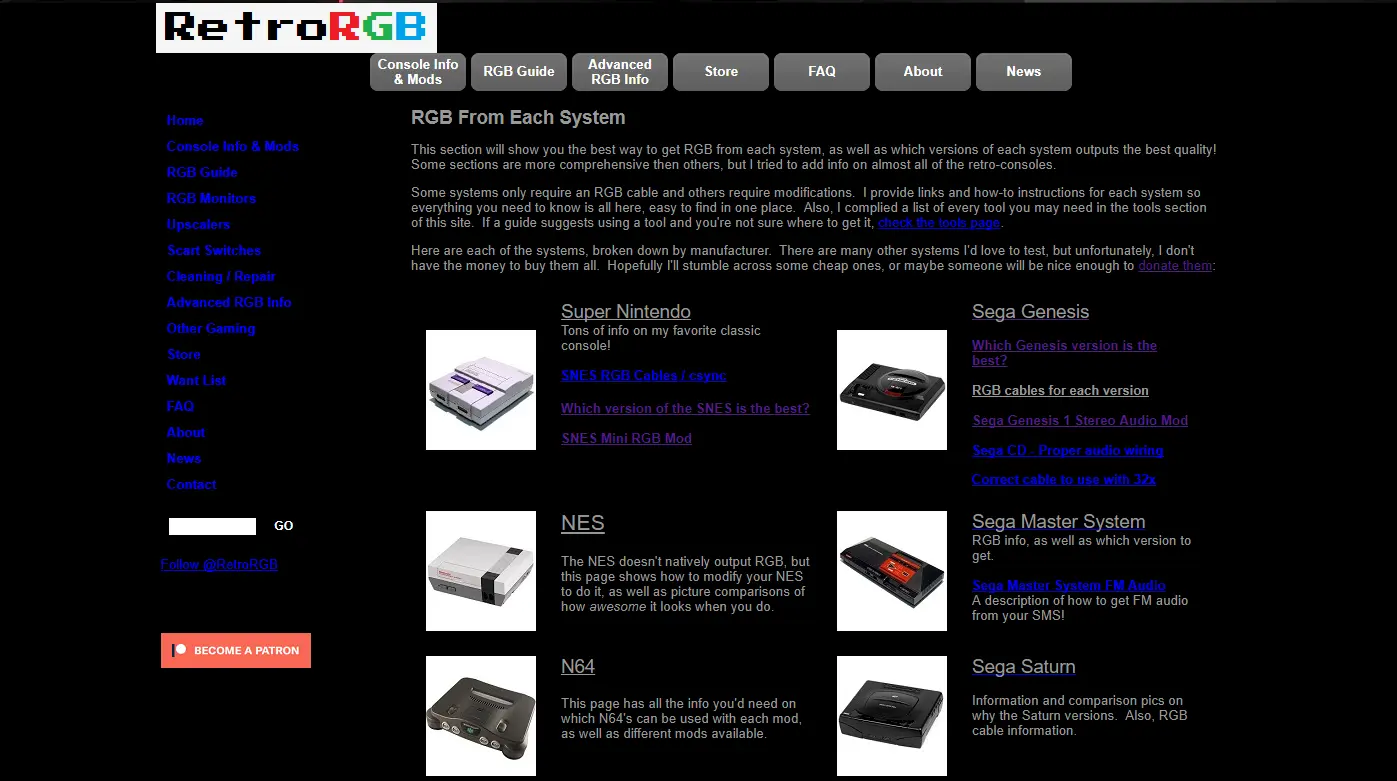 RetroRGB
Console Info
& Mods
RGB Guide
Advanced
RGB Info
Store
FAQ
About
News
Home
Console Info & Mods
RGB Guide
RGB Monitors
Upscalers
Scart Switches
Cleaning / Repair
Advanced RGB Info
Other Gaming
Store
Want List
FAQ
About
News
Contact
GO
Follow @RetroRGB
BECOME A PATRON
RGB From Each System
This section will show you the best way to get RGB from each system, as well as which versions of each system outputs the best quality!
Some sections are more comprehensive then others, but I tried to add info on almost all of the retro-consoles.
Some systems only require an RGB cable and others require modifications.  I provide links and how-to instructions for each system so
everything you need to know is all here, easy to find in one place.  Also, I complied a list of every tool you may need in the tools section
of this site.  If a guide suggests using a tool and you're not sure where to get it, check the tools page.
Here are each of the systems, broken down by manufacturer.  There are many other systems I'd love to test, but unfortunately, I don't
have the money to buy them all.  Hopefully I'll stumble across some cheap ones, or maybe someone will be nice enough to donate them:
Super Nintendo
Tons of info on my favorite classic
console!
SNES RGB Cables / csync
Which version of the SNES is the best?
SNES Mini RGB Mod
Sega Genesis
Which Genesis version is the
best?
RGB cables for each version
Sega Genesis 1 Stereo Audio Mod
Sega CD - Proper audio wiring
Correct cable to use with 32x
NES
The NES doesn't natively output RGB, but
this page shows how to modify your NES
to do it, as well as picture comparisons of
how awesome it looks when you do.
Sega Master System
RGB info, as well as which version to
get.
Sega Master System FM Audio
A description of how to get FM audio
from your SMS!
N64
This page has all the info you'd need on
which N64's can be used with each mod,
as well as different mods available.
Sega Saturn
Information and comparison pics on
why the Saturn versions.  Also, RGB
cable information.